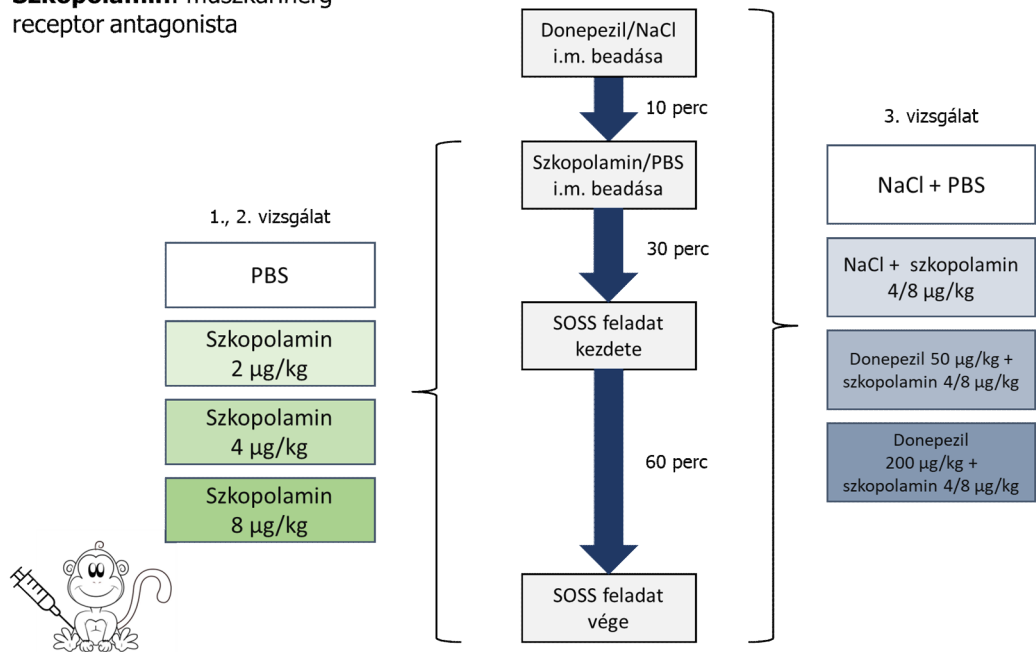 Szkopolamin: muszkarinerg
receptor antagonista
Donepezil/NaCl
i.m. beadása
10 perc
Szkopolamin/PBS
i.m. beadása
30 perc
SOSS feladat
kezdete
60 perc
SOSS feladat
vége
1., 2. vizsgálat
PBS
Szkopolamin
2 µg/kg
Szkopolamin
4 µg/kg
Szkopolamin
8 µg/kg
3. vizsgálat
NaCl + PBS
NaCl + szkopolamin
4/8 µg/kg
Donepezil 50 µg/kg +
szkopolamin 4/8 µg/kg
Donepezil
200 µg/kg +
szkopolamin 4/8 µg/kg